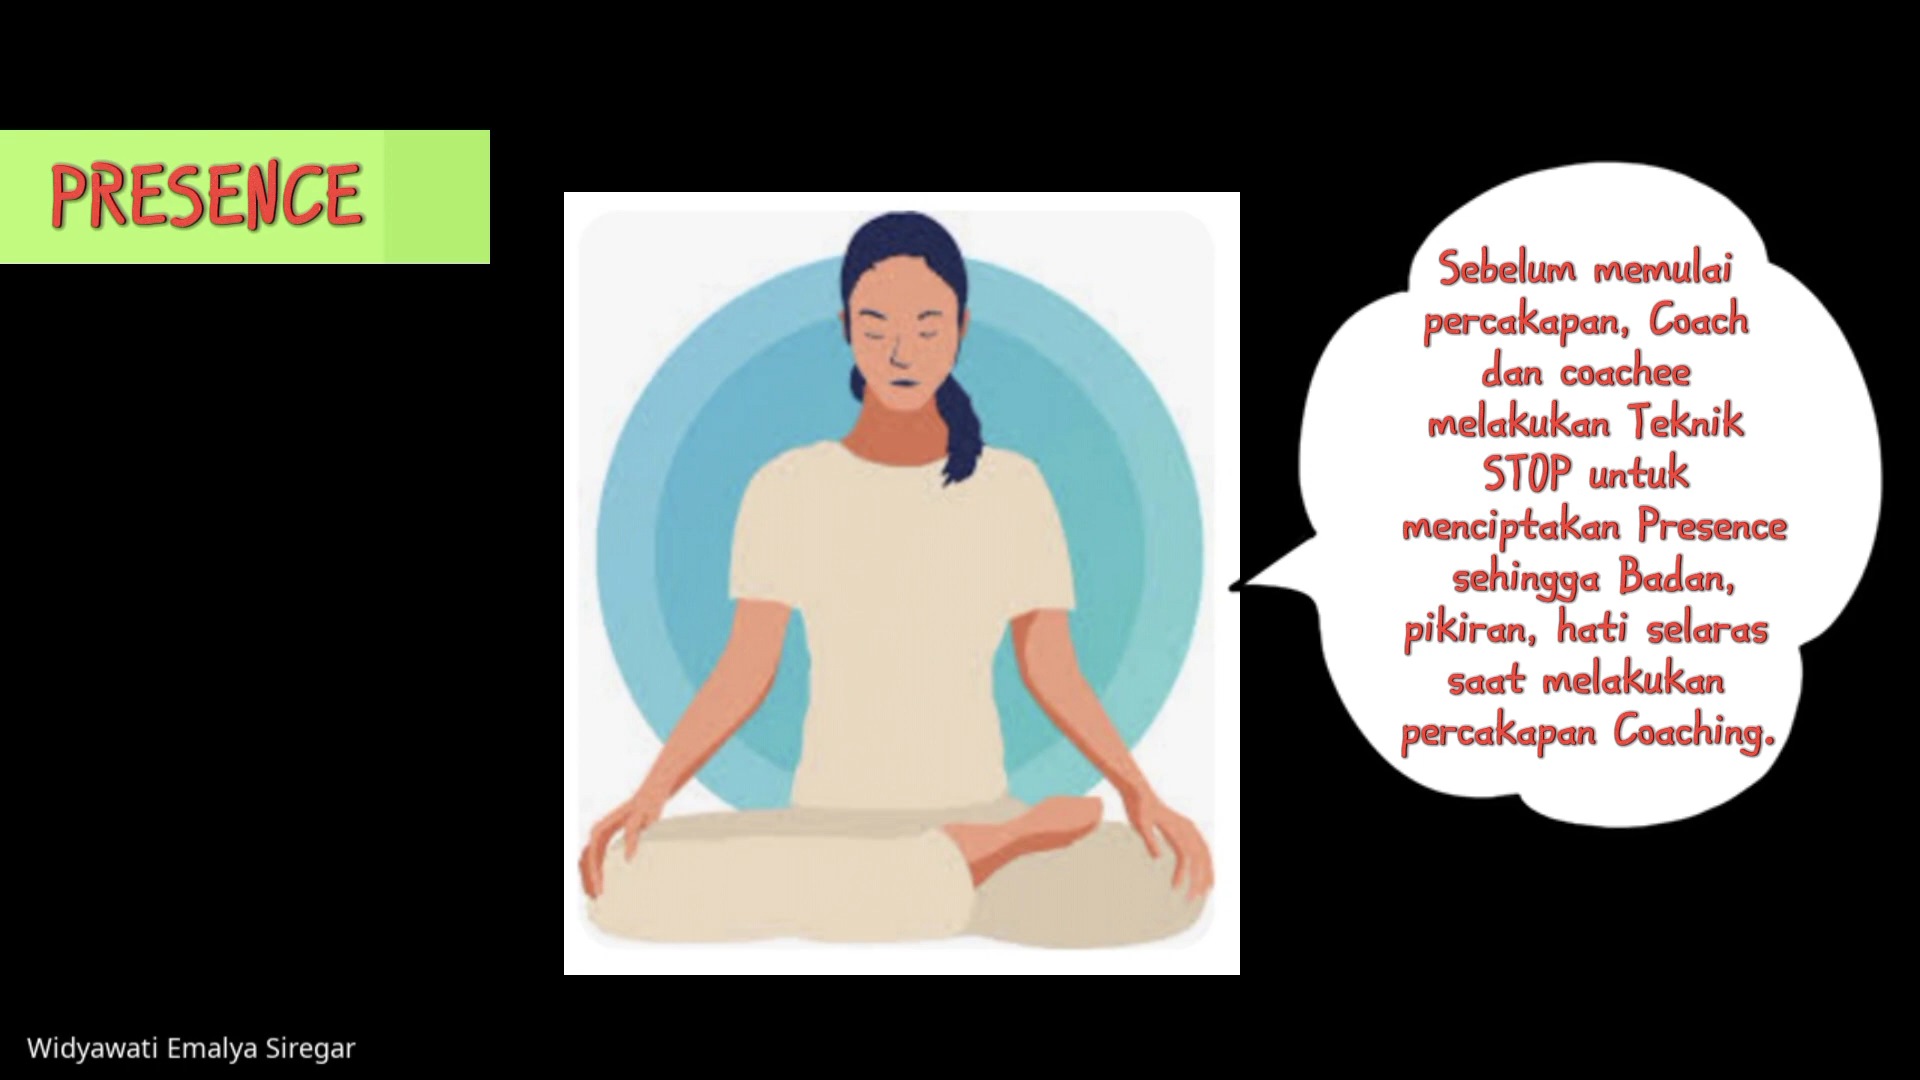 PRESENCE
Sebelum memulai
percakapan, Coach
dan coachee
melakukan Teknik
STOP untuk
menciptakan Presence
sehingga Badan,
pikiran, hati selaras
saat melakukan
percakapan Coaching.
Widyawati Emalya Siregar